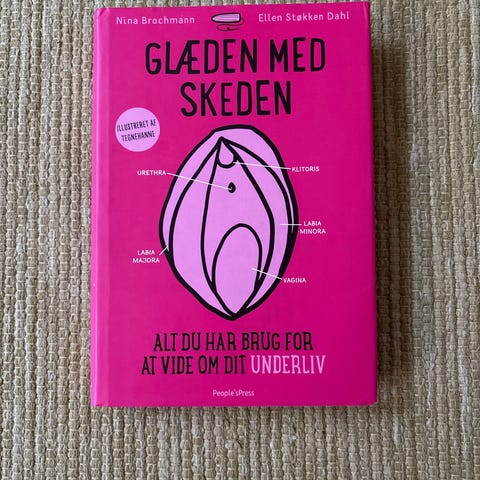 Nina Brochmann
Ellen Støkken Dahl
GLÆDEN MED
SKEDEN
ILLUSTRERET AF
TEGNEHANNE
URETHRA
KLITORIS
LABIA
MINORA
LABIA
MAJORA
VAGINA
ALT DU HAR BRUG FOR
AT VIDE OM DIT UNDERLIV
People'sPress